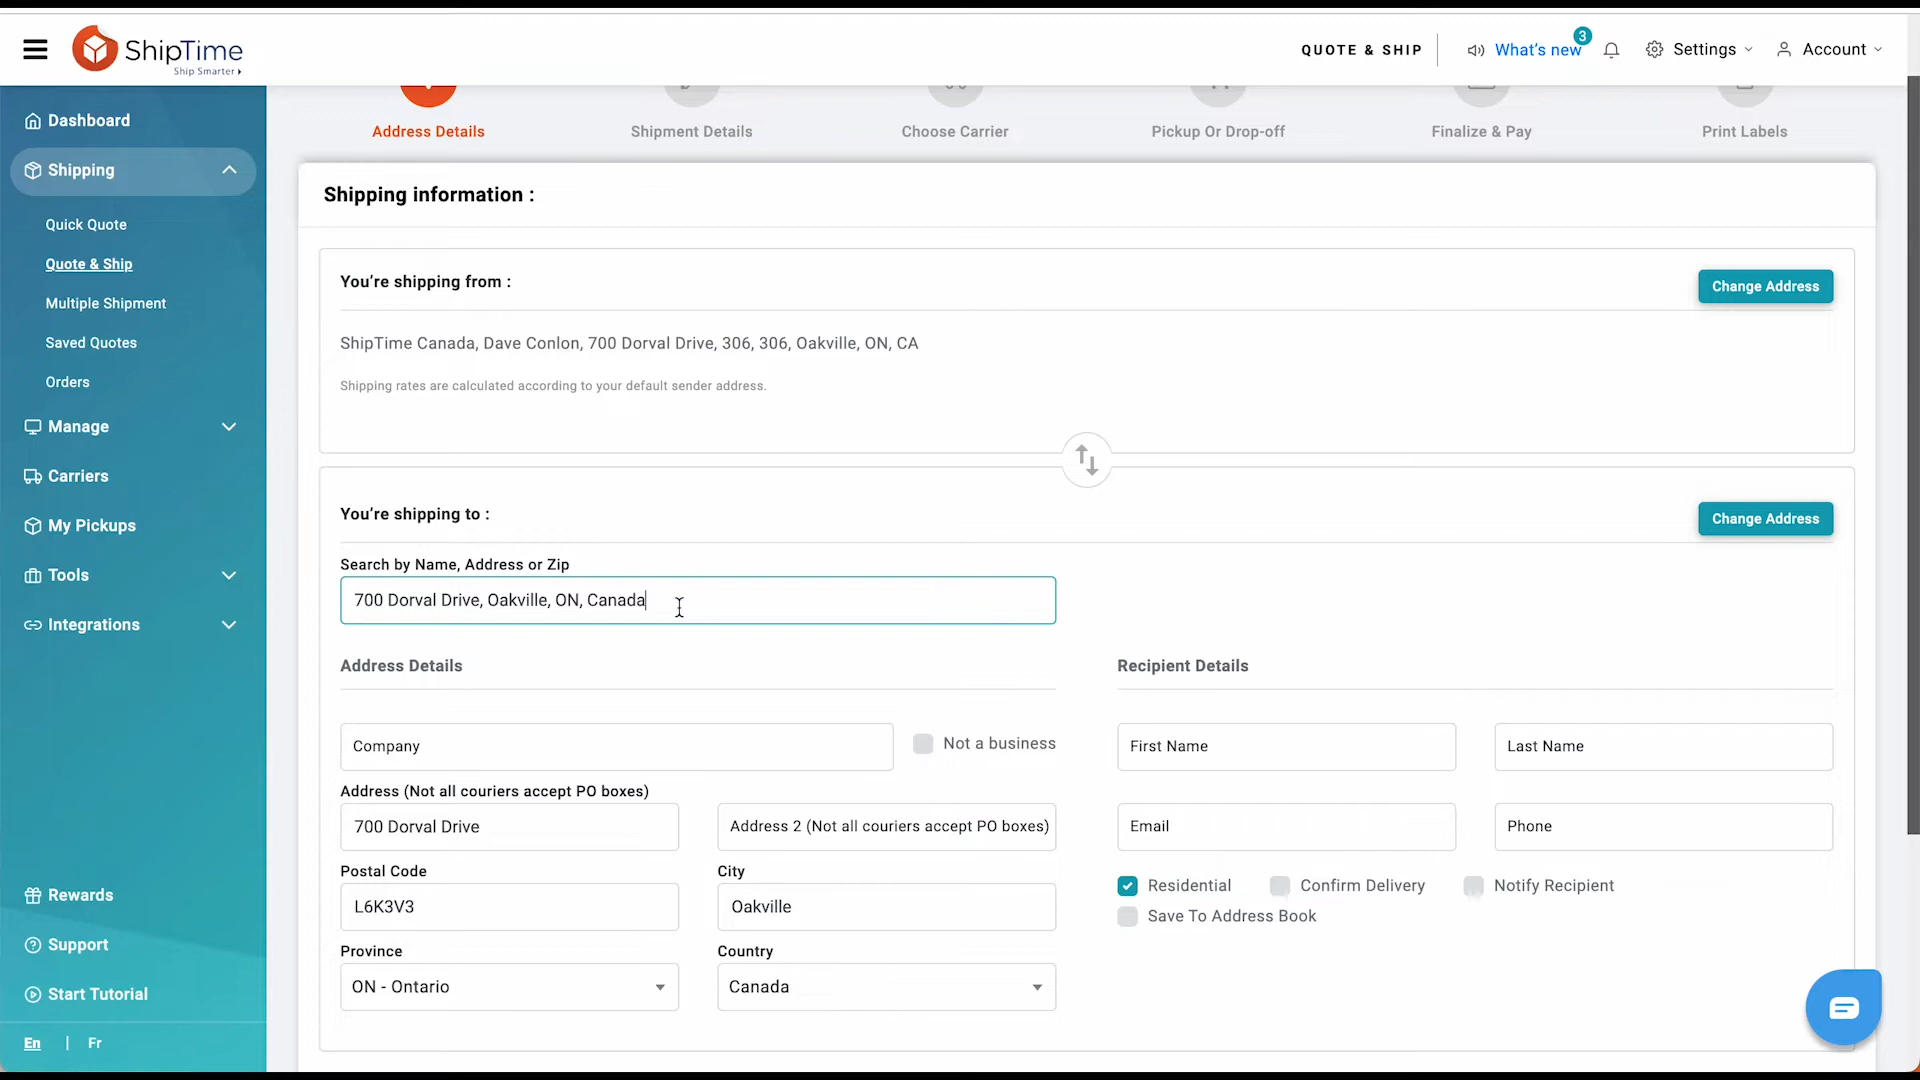 ShipTime
Ship Smarter
QUOTE & SHIP
What's new
3
Settings
Account
Dashboard
Shipping
Quick Quote
Quote & Ship
Multiple Shipment
Saved Quotes
Orders
Manage
Carriers
My Pickups
Tools
Integrations
Rewards
Support
Start Tutorial
En | Fr
Address Details
Shipment Details
Choose Carrier
Pickup Or Drop-off
Finalize & Pay
Print Labels
Shipping information :
You're shipping from :
Change Address
ShipTime Canada, Dave Conlon, 700 Dorval Drive, 306, 306, Oakville, ON, CA
Shipping rates are calculated according to your default sender address.
You're shipping to :
Change Address
Search by Name, Address or Zip
700 Dorval Drive, Oakville, ON, Canada
Address Details
Company
Not a business
Address (Not all couriers accept PO boxes)
700 Dorval Drive
Address 2 (Not all couriers accept PO boxes)
Postal Code
City
L6K3V3
Oakville
Province
Country
ON - Ontario
Canada
Recipient Details
First Name
Last Name
Email
Phone
Residential
Confirm Delivery
Notify Recipient
Save To Address Book